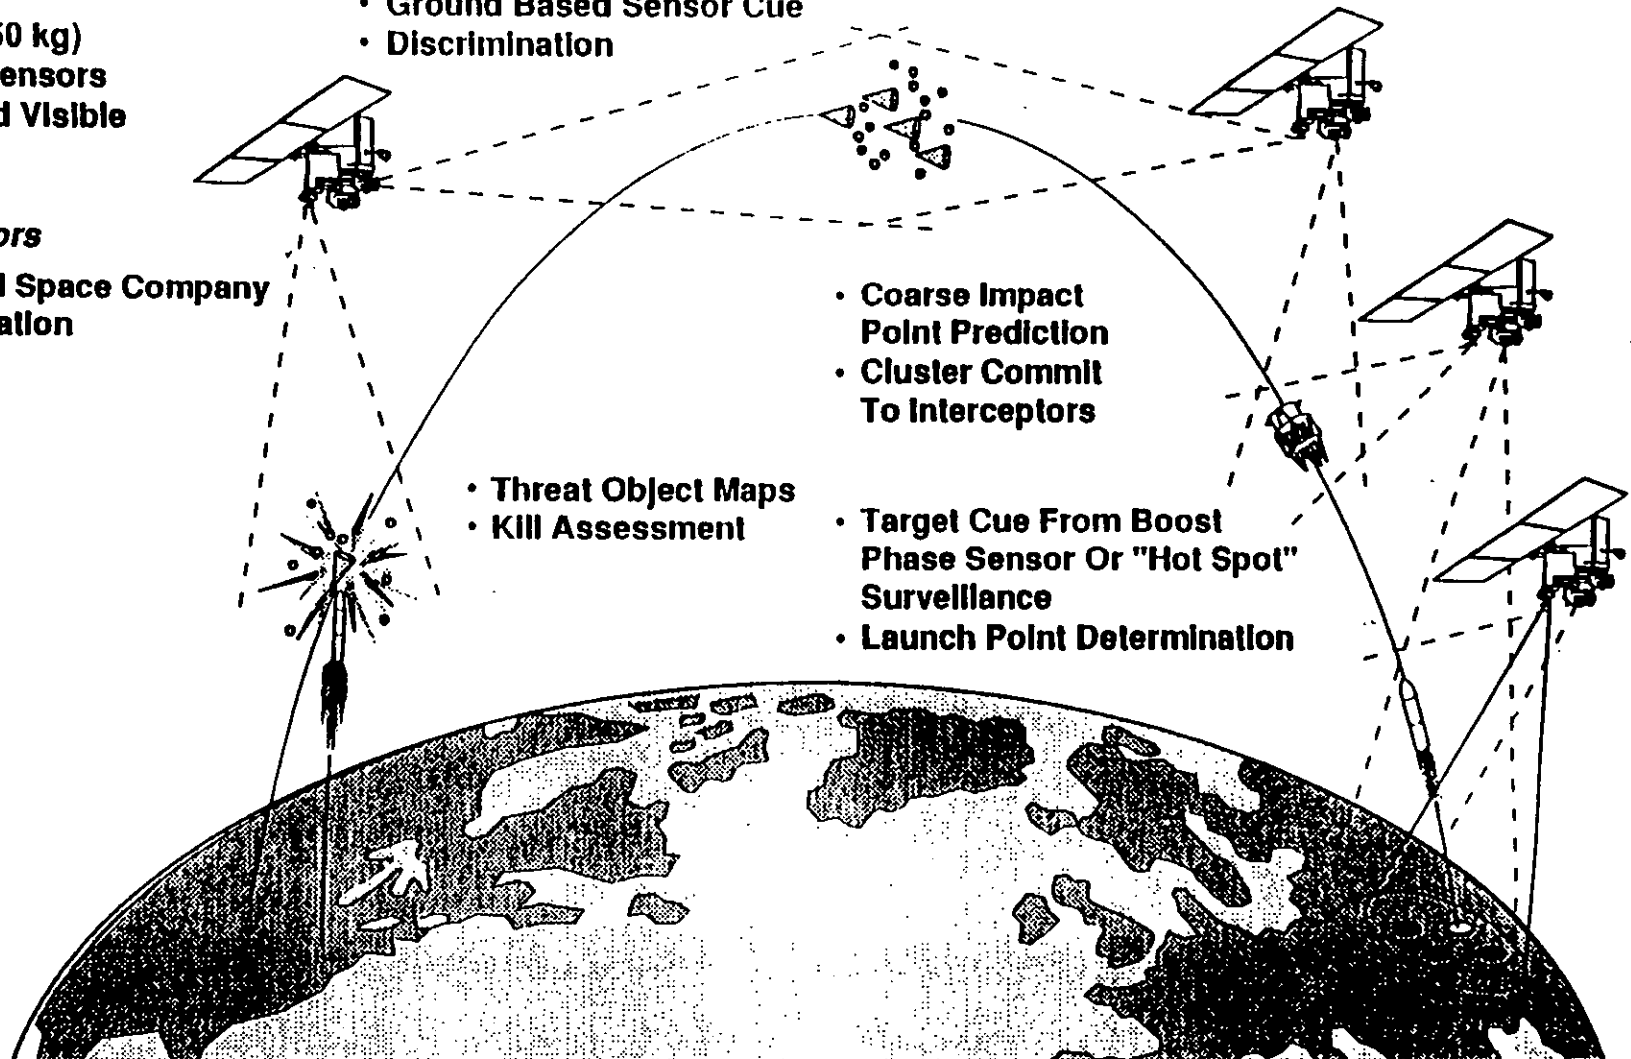 50 kg)
ensors
d Visible
ors
l Space Company
ation
• Ground Based Sensor Cue
• Discrimination
• Coarse Impact
Point Prediction
• Cluster Commit
To Interceptors
• Threat Object Maps
• Kill Assessment
• Target Cue From Boost
Phase Sensor Or "Hot Spot"
Surveillance
• Launch Point Determination